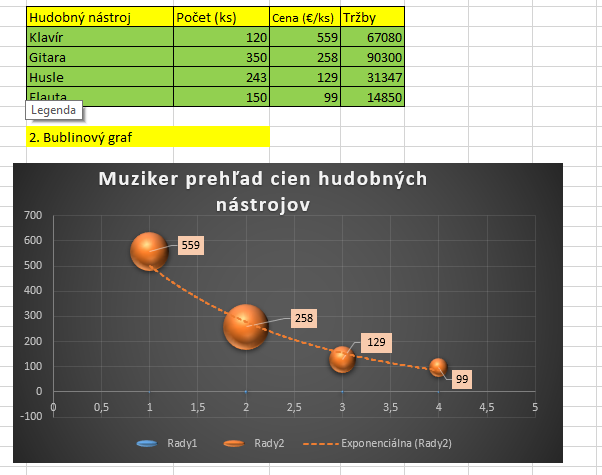 Hudobný nástroj Počet (ks) Cena (€/ks) Tržby
Klavír 120 559 67080
Gitara 350 258 90300
Husle 243 129 31347
Flauta 150 99 14850
Legenda
2. Bublinový graf
Muziker prehľad cien hudobných
nástrojov
700
600
500
400
300
200
100
0
-100
559
258
129
99
0 0,5 1 1,5 2 2,5 3 3,5 4 4,5 5
Rady1 Rady2 Exponenciálna (Rady2)